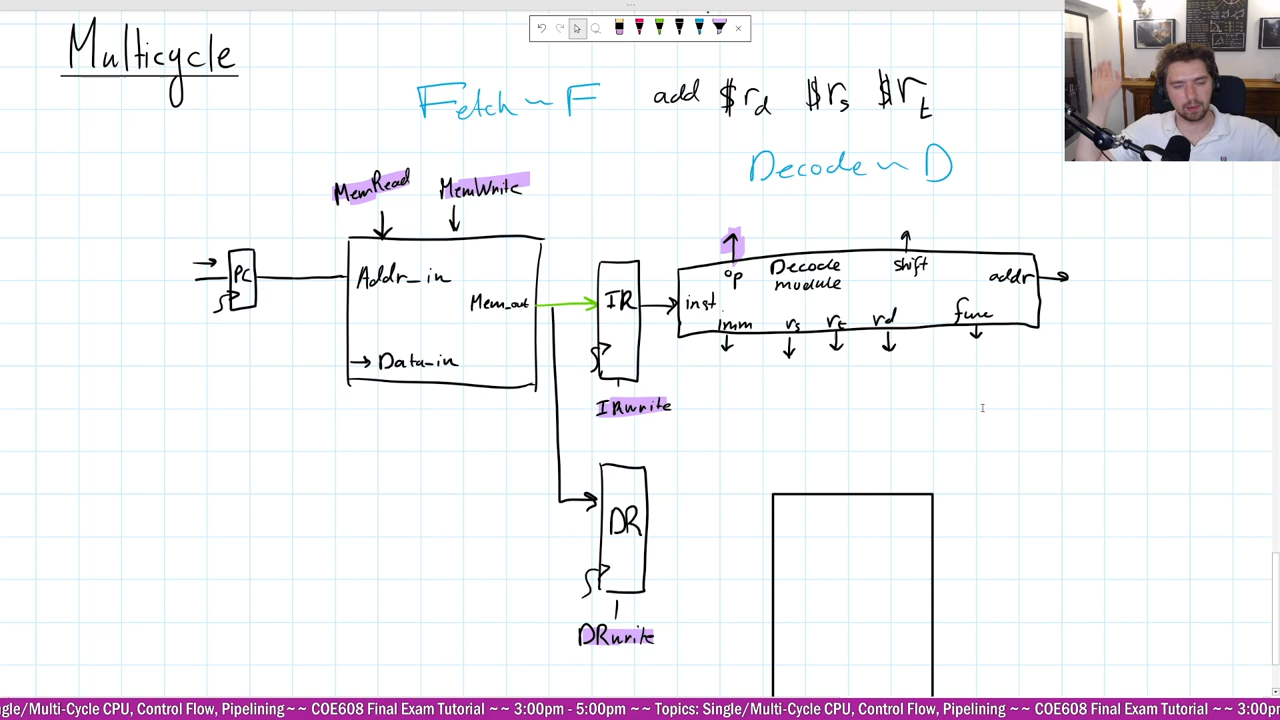 Multicycle
Fetch ~ F
add $rd $rs $rt
Decode ~ D
MemRead
MemWrite
PC
Addr_in
Mem_out
Data_in
IR
IRwrite
op
Decode module
shift
addr
inst
imm
rs
rt
rd
func
DR
DRwrite
ngle/Multi-Cycle CPU, Control Flow, Pipelining ~~ COE608 Final Exam Tutorial ~~ 3:00pm - 5:00pm ~~ Topics: Single/Multi-Cycle CPU, Control Flow, Pipelining ~~ COE608 Final Exam Tutorial ~~ 3:00p